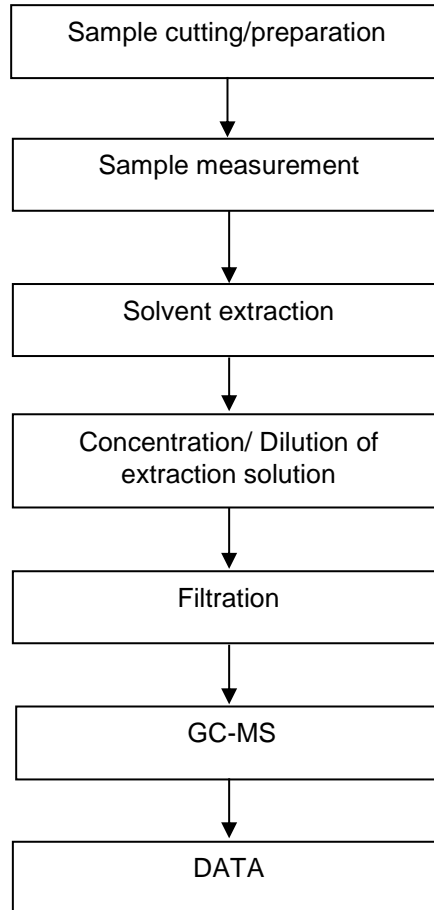 Sample cutting/preparation
Sample measurement
Solvent extraction
Concentration/ Dilution of
extraction solution
Filtration
GC-MS
DATA